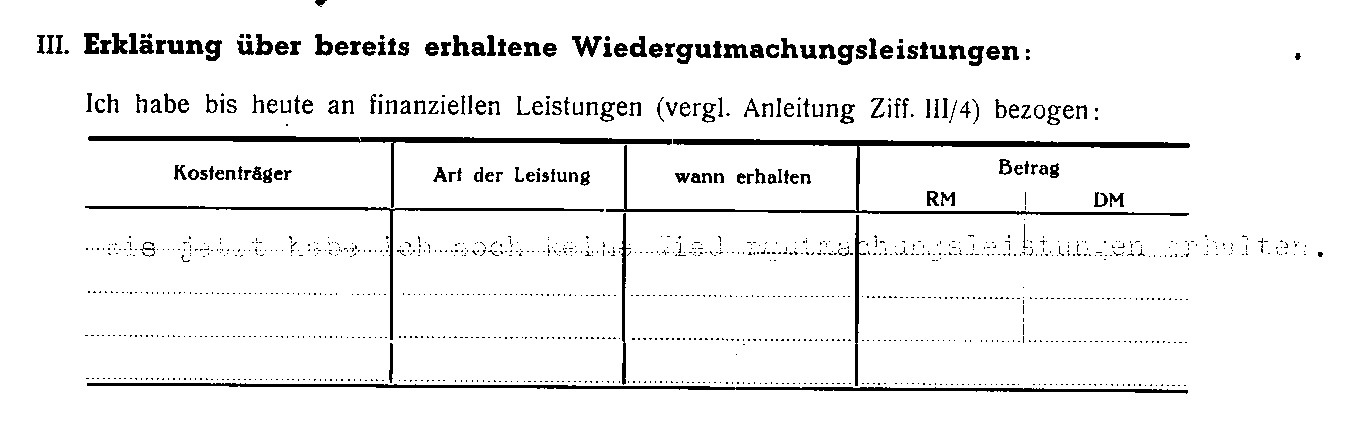 III. Erklärung über bereits erhaltene Wiedergutmachungsleistungen:
Ich habe bis heute an finanziellen Leistungen (vergl. Anleitung Ziff. III/4) bezogen:
Kostenträger Art der Leistung wann erhalten Betrag
RM DM
Bis jetzt habe ich noch keine Wiedergutmachungsleistungen erhalten.